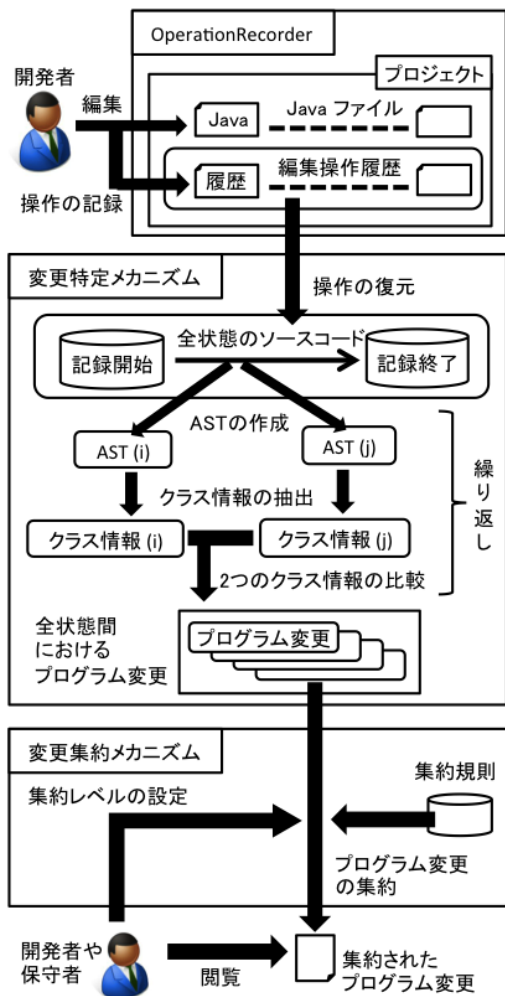 OperationRecorder
プロジェクト
開発者
編集
Java
Java ファイル
履歴
編集操作履歴
操作の記録
変更特定メカニズム
操作の復元
全状態のソースコード
記録開始
記録終了
ASTの作成
AST (i)
AST (j)
クラス情報の抽出
クラス情報 (i)
クラス情報 (j)
繰り返し
2つのクラス情報の比較
全状態間
における
プログラム変更
プログラム変更
変更集約メカニズム
集約レベルの設定
集約規則
プログラム変更
の集約
開発者や
保守者
閲覧
集約された
プログラム変更